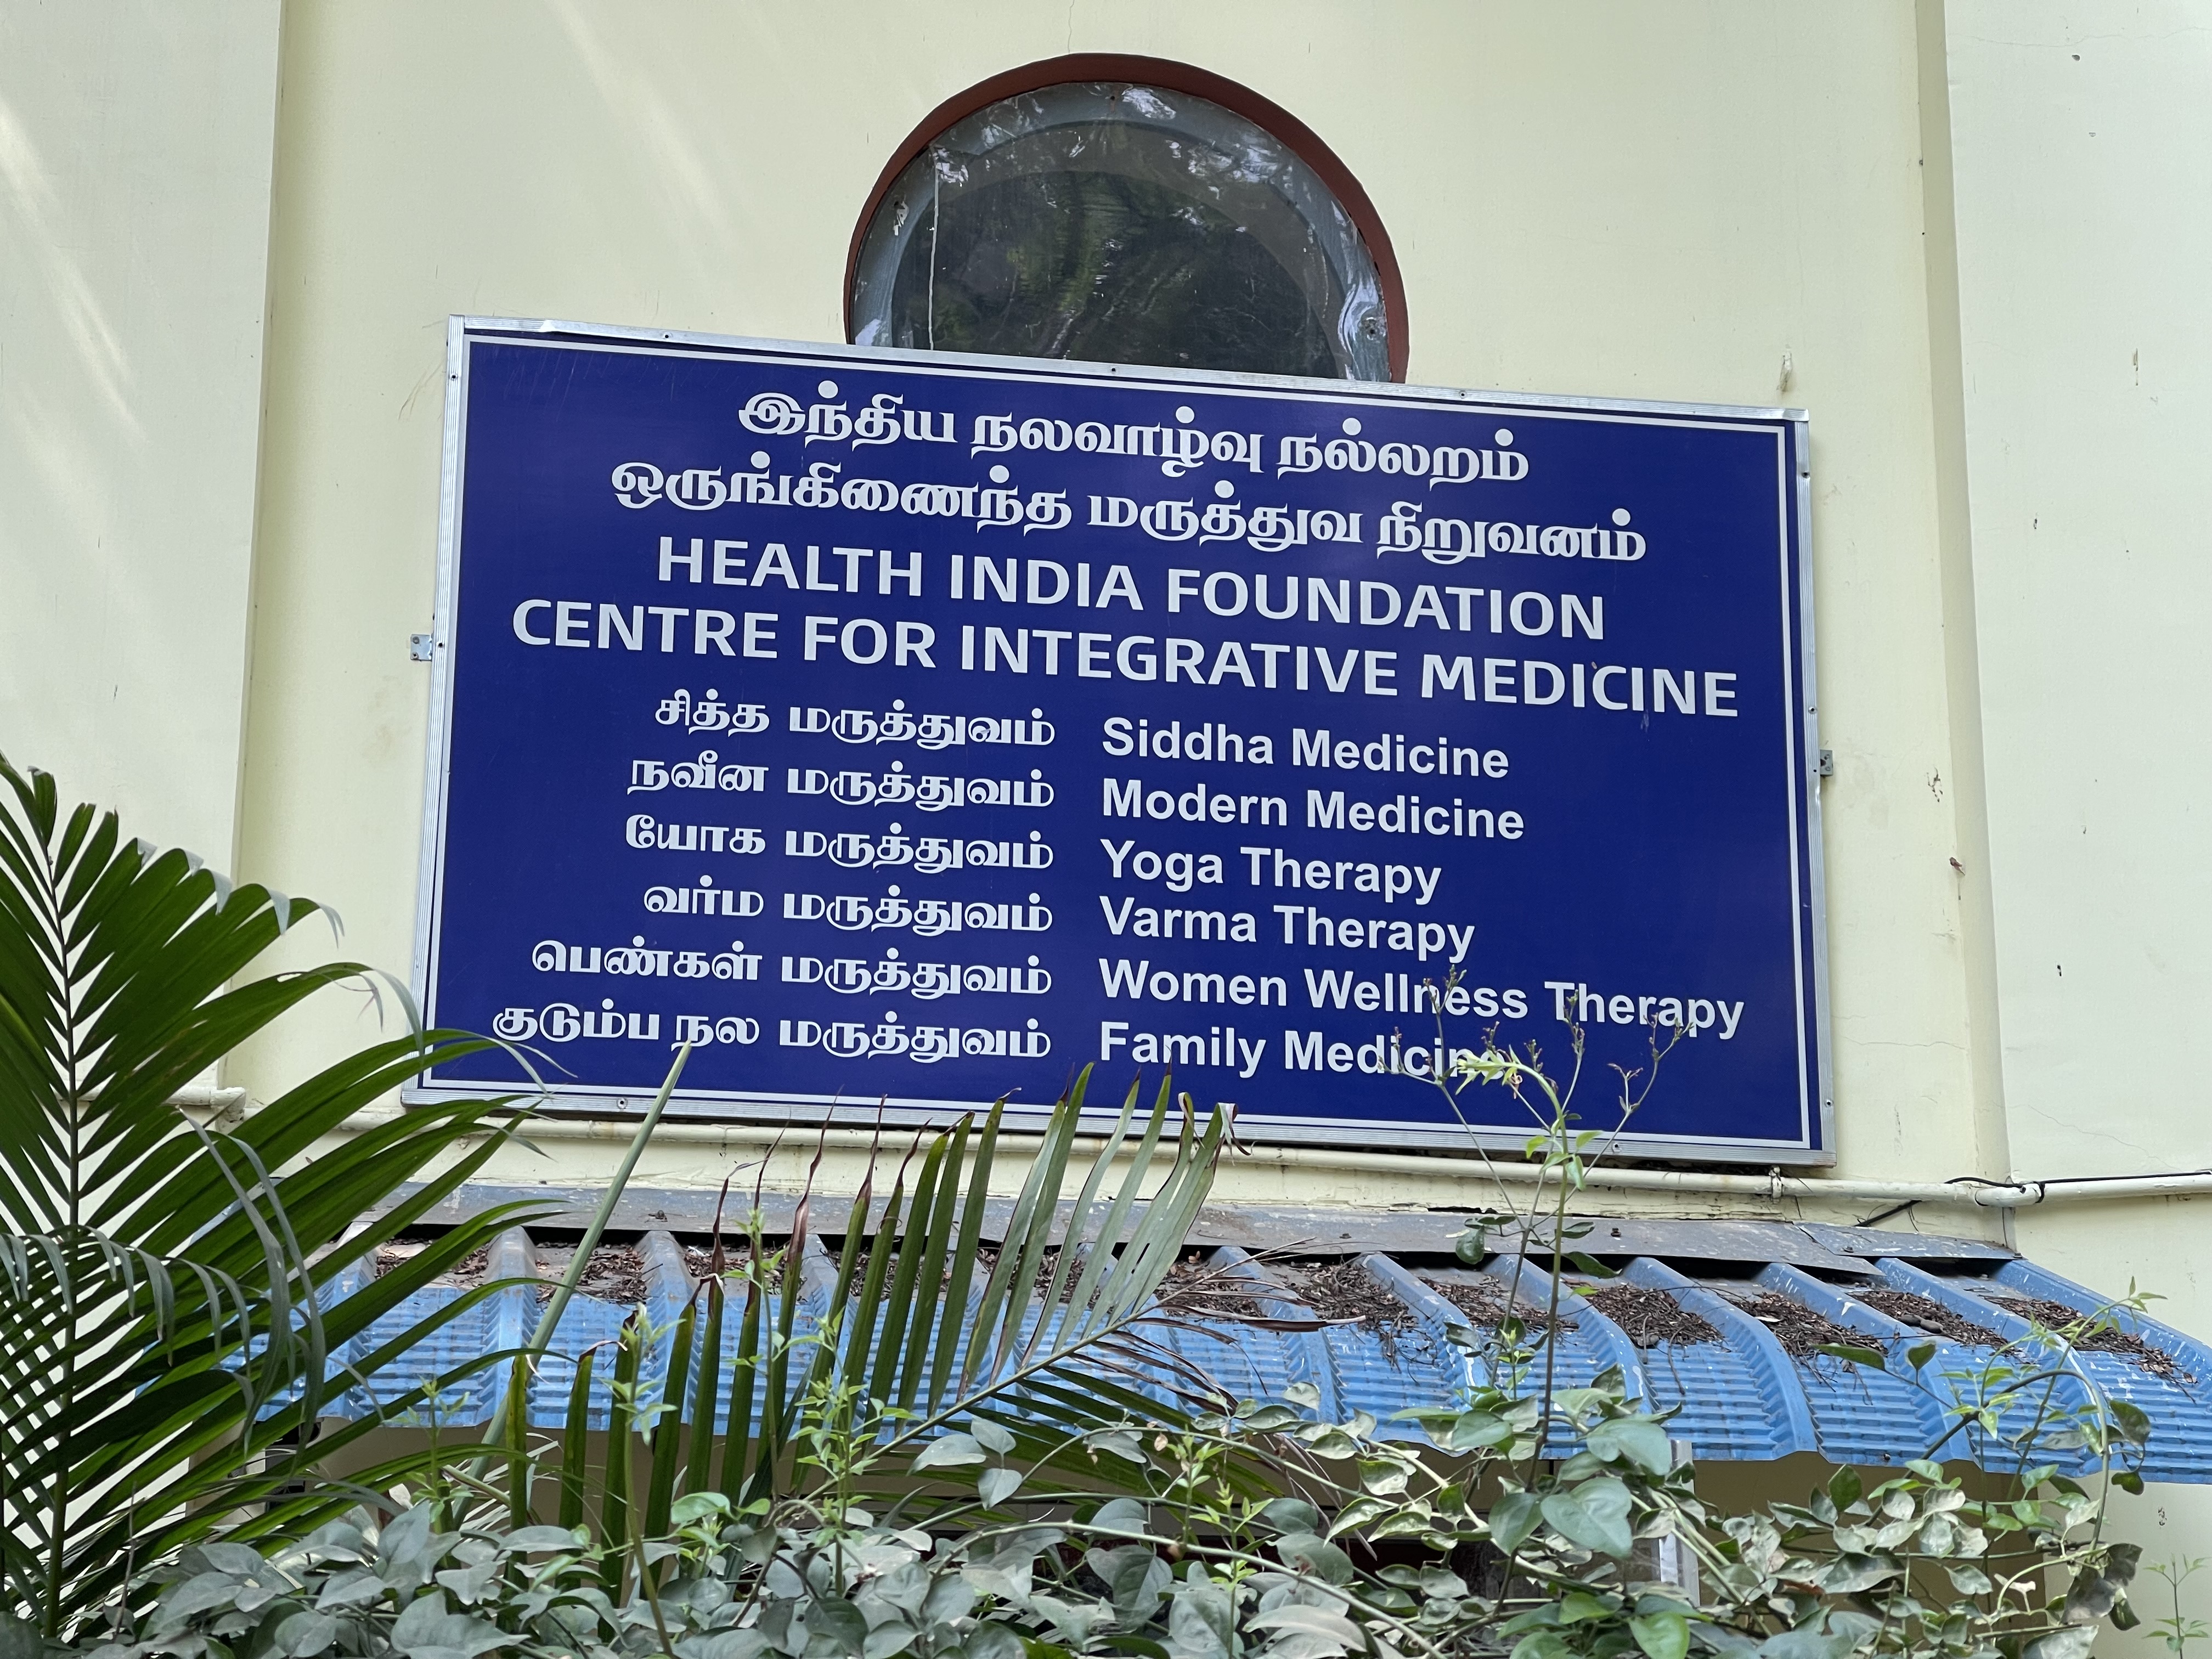 இந்திய நலவாழ்வு நல்லறம்
ஒருங்கிணைந்த மருத்துவ நிறுவனம்
HEALTH INDIA FOUNDATION
CENTRE FOR INTEGRATIVE MEDICINE
சித்த மருத்துவம் Siddha Medicine
நவீன மருத்துவம் Modern Medicine
யோக மருத்துவம் Yoga Therapy
வர்ம மருத்துவம் Varma Therapy
பெண்கள் மருத்துவம் Women Wellness Therapy
குடும்ப நல மருத்துவம் Family Medicine